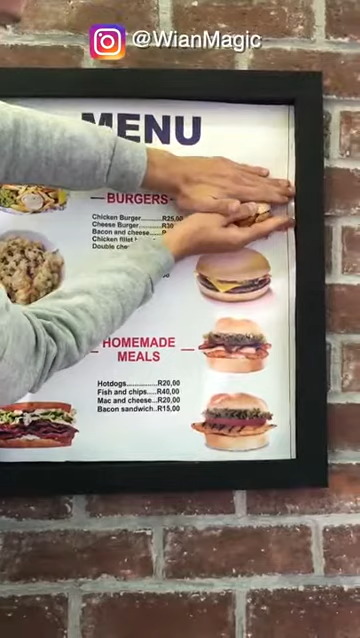 @WianMagic
MENU
BURGERS
Chicken Burger.........R25,00
Cheese Burger..........R30
Bacon and cheese......R
Chicken fillet
Double che
HOMEMADE
MEALS
Hotdogs...............R20,00
Fish and chips.....R40,00
Mac and cheese...R20,00
Bacon sandwich..R15,00